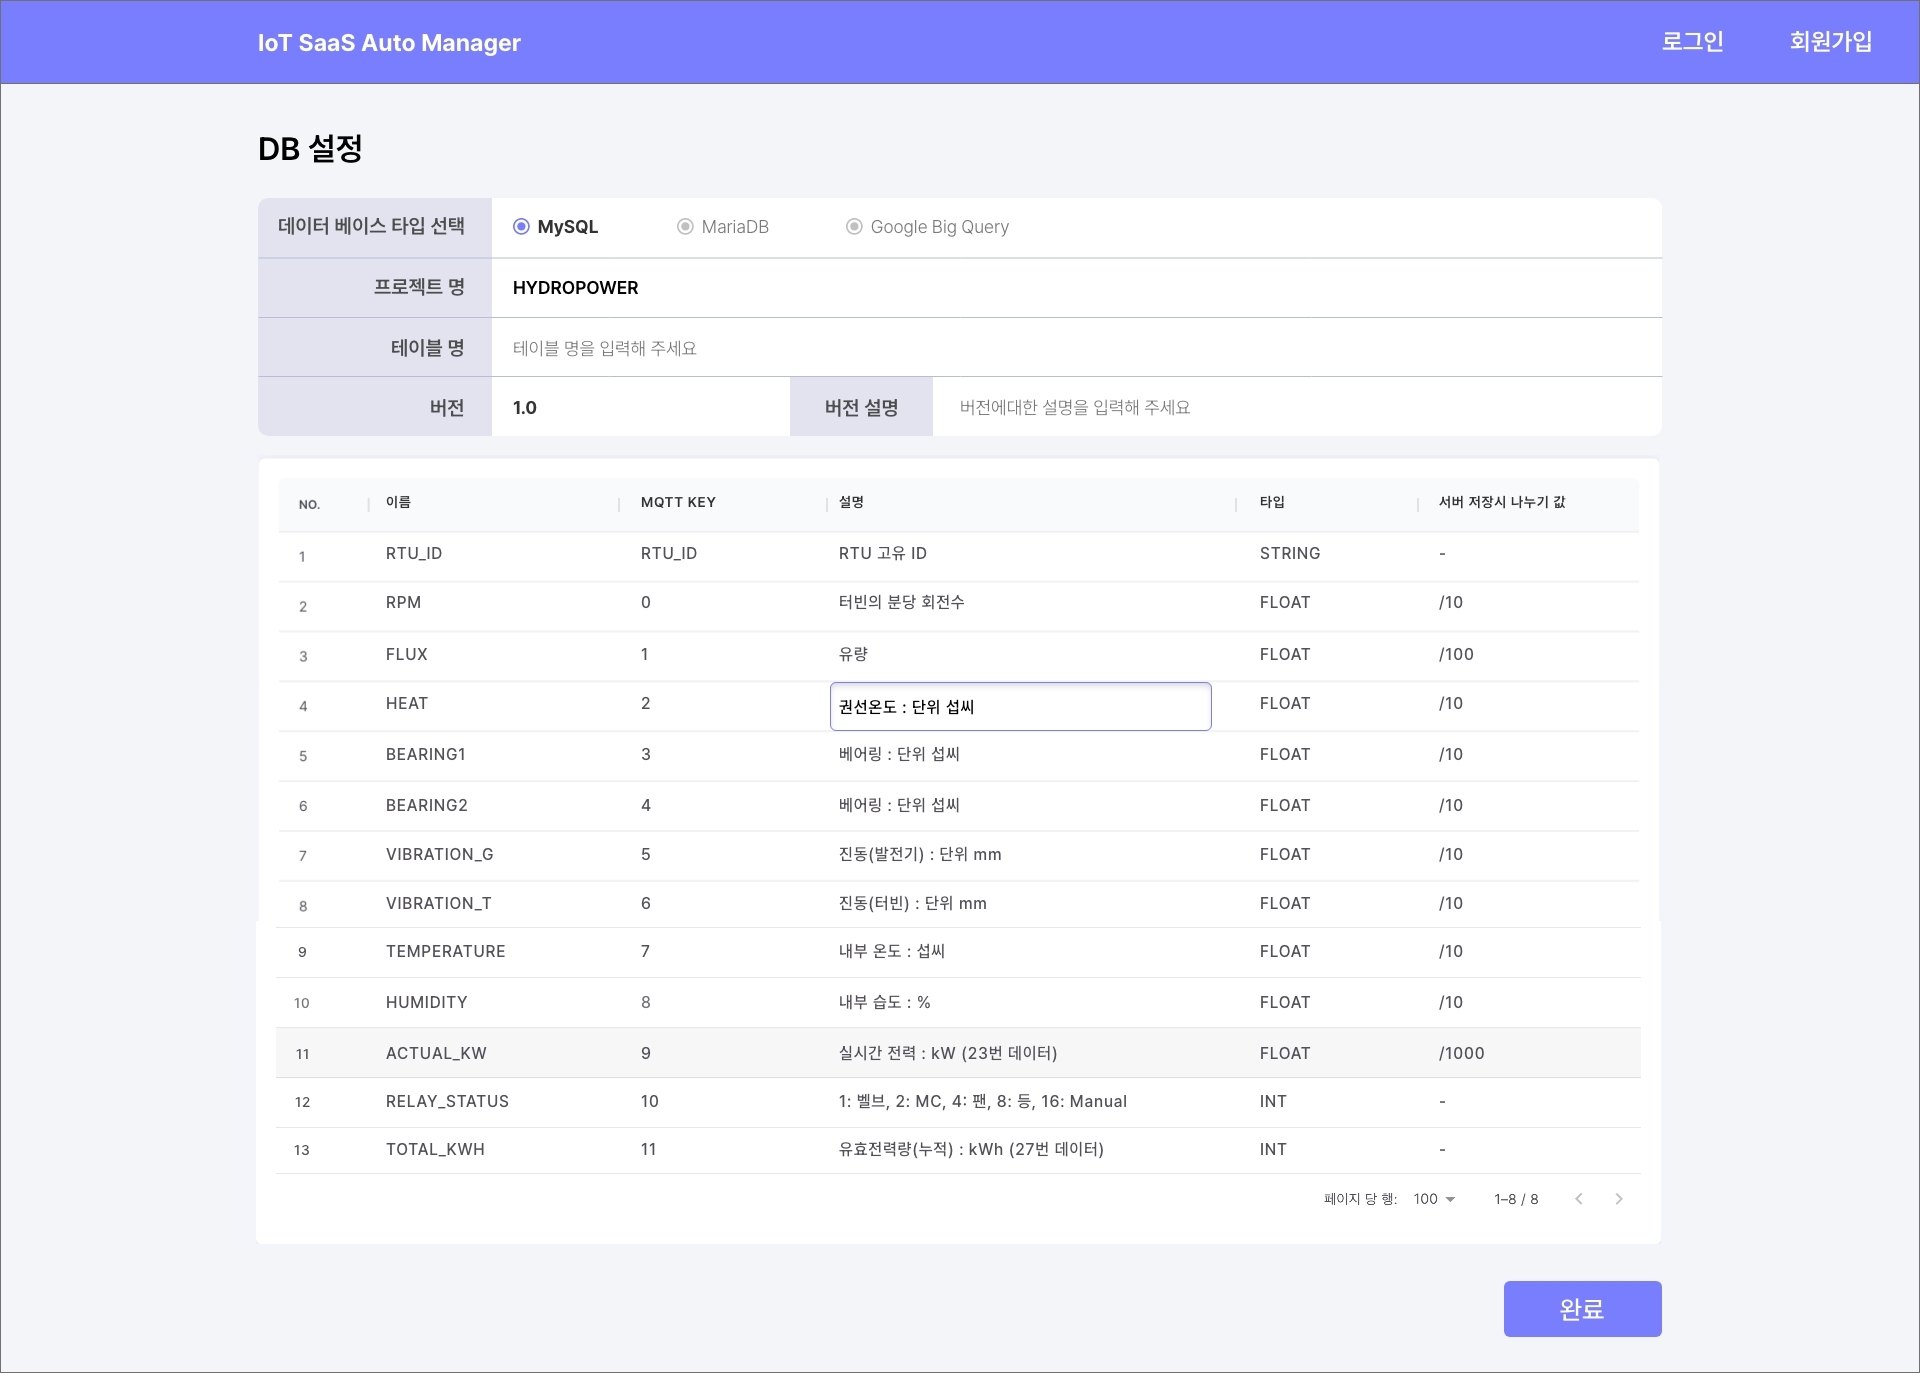 IoT SaaS Auto Manager 로그인 회원가입
DB 설정
데이터 베이스 타입 선택 MySQL MariaDB Google Big Query
프로젝트 명 HYDROPOWER
테이블 명 테이블 명을 입력해 주세요
버전 1.0 버전 설명 버전에대한 설명을 입력해 주세요
NO. 이름 MQTT KEY 설명 타입 서버 저장시 나누기 값
1 RTU_ID RTU_ID RTU 고유 ID STRING -
2 RPM 0 터빈의 분당 회전수 FLOAT /10
3 FLUX 1 유량 FLOAT /100
4 HEAT 2 권선온도 : 단위 섭씨 FLOAT /10
5 BEARING1 3 베어링 : 단위 섭씨 FLOAT /10
6 BEARING2 4 베어링 : 단위 섭씨 FLOAT /10
7 VIBRATION_G 5 진동(발전기) : 단위 mm FLOAT /10
8 VIBRATION_T 6 진동(터빈) : 단위 mm FLOAT /10
9 TEMPERATURE 7 내부 온도 : 섭씨 FLOAT /10
10 HUMIDITY 8 내부 습도 : % FLOAT /10
11 ACTUAL_KW 9 실시간 전력 : kW (23번 데이터) FLOAT /1000
12 RELAY_STATUS 10 1: 벨브, 2: MC, 4: 팬, 8: 등, 16: Manual INT -
13 TOTAL_KWH 11 유효전력량(누적) : kWh (27번 데이터) INT -
페이지 당 행: 100 1–8 / 8
완료